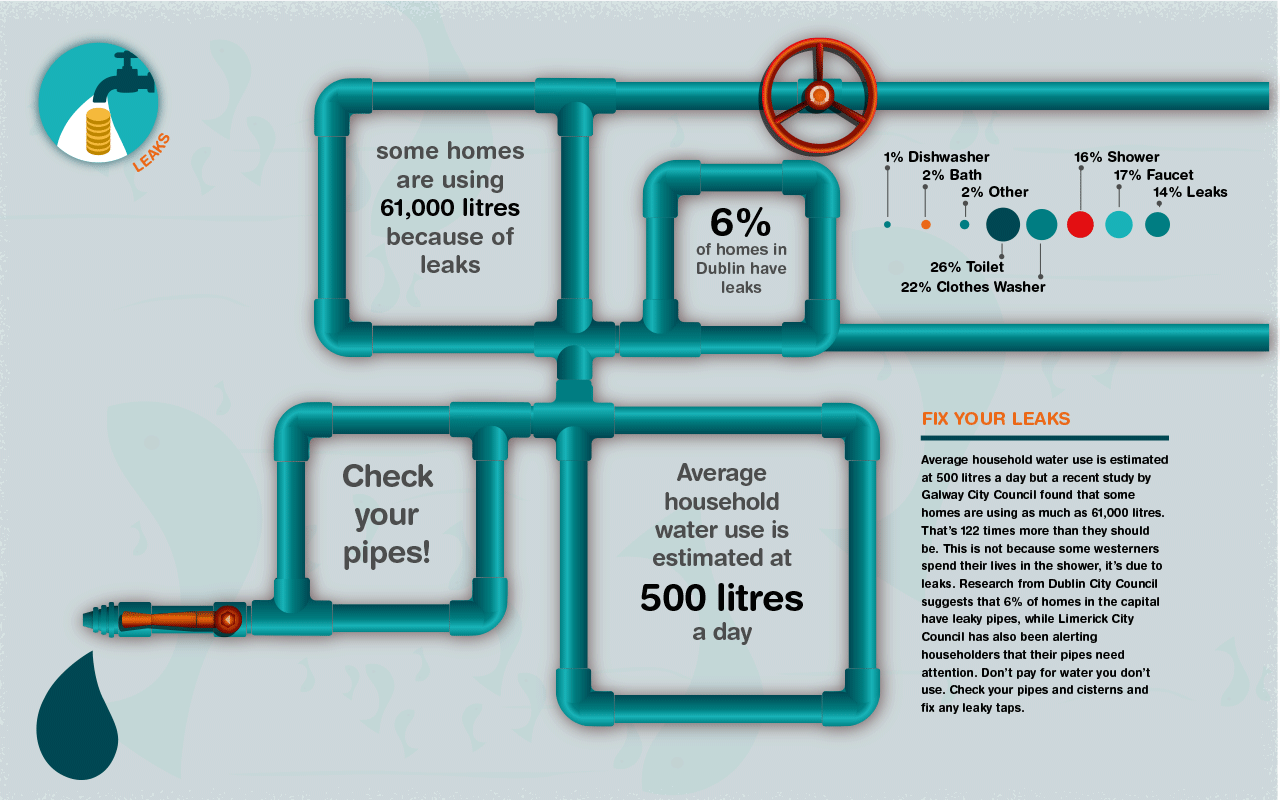 LEAKS
some homes
are using
61,000 litres
because of
leaks
6%
of homes in
Dublin have
leaks
1% Dishwasher
2% Bath
2% Other
16% Shower
17% Faucet
14% Leaks
26% Toilet
22% Clothes Washer
Check
your
pipes!
Average
household
water use is
estimated at
500 litres
a day
FIX YOUR LEAKS
Average household water use is estimated
at 500 litres a day but a recent study by
Galway City Council found that some
homes are using as much as 61,000 litres.
That's 122 times more than they should
be. This is not because some westerners
spend their lives in the shower, it's due to
leaks. Research from Dublin City Council
suggests that 6% of homes in the capital
have leaky pipes, while Limerick City
Council has also been alerting
householders that their pipes need
attention. Don't pay for water you don't
use. Check your pipes and cisterns and
fix any leaky taps.